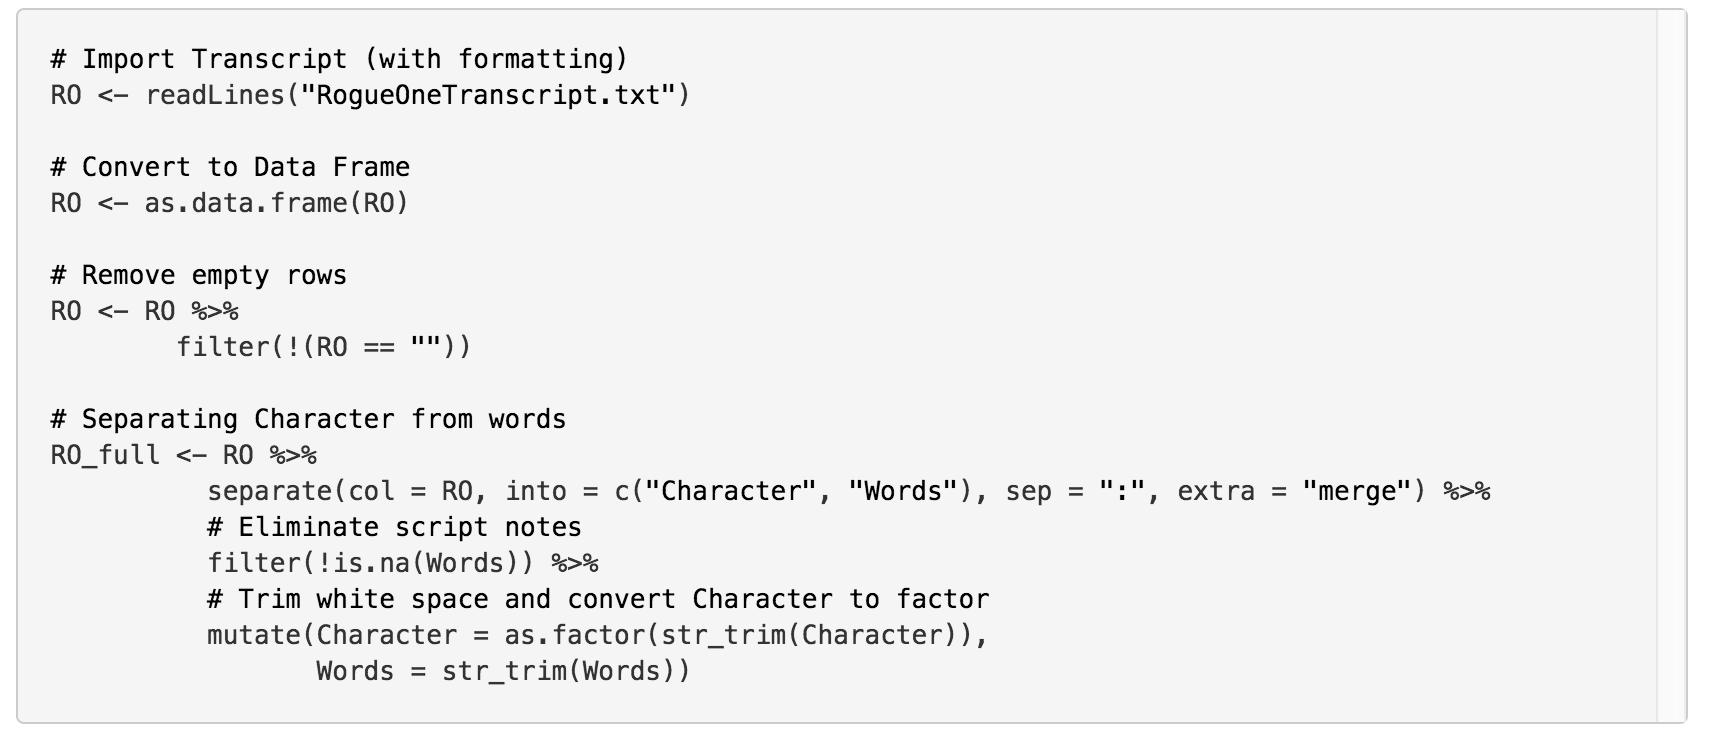 # Import Transcript (with formatting)
RO <- readLines("RogueOneTranscript.txt")

# Convert to Data Frame
RO <- as.data.frame(RO)

# Remove empty rows
RO <- RO %>%
        filter(!(RO == ""))

# Separating Character from words
RO_full <- RO %>%
          separate(col = RO, into = c("Character", "Words"), sep = ":", extra = "merge") %>%
          # Eliminate script notes
          filter(!is.na(Words)) %>%
          # Trim white space and convert Character to factor
          mutate(Character = as.factor(str_trim(Character)),
                 Words = str_trim(Words))